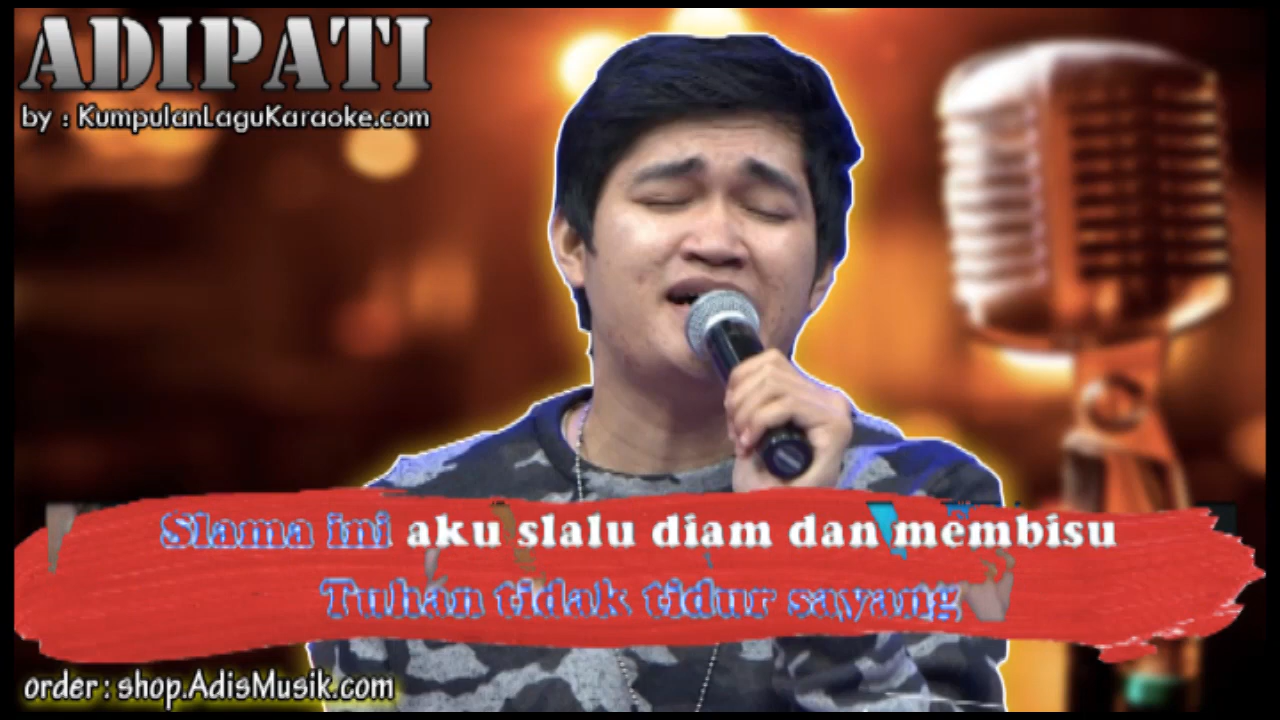 ADIPATI
by : KumpulanLaguKaraoke.com
Slama ini aku slalu diam dan membisu
Tuhan tidak tidur sayang
order : shop.AdisMusik.com